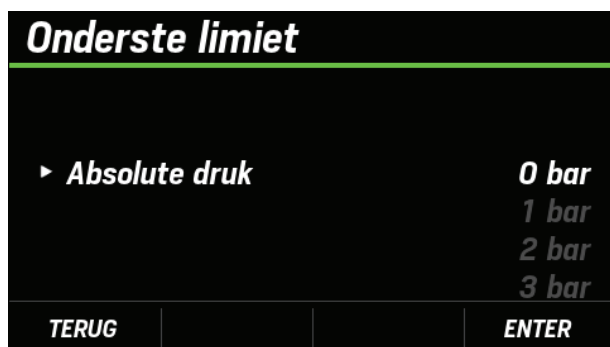 Onderste limiet
Absolute druk 0 bar
1 bar
2 bar
3 bar
TERUG ENTER